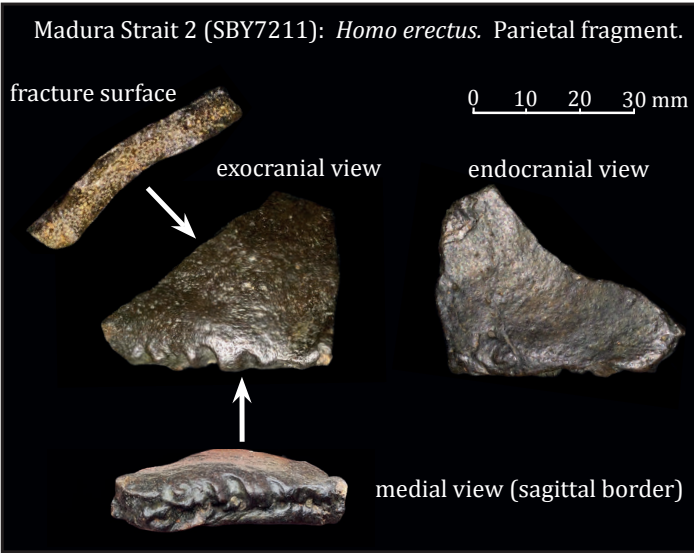 Madura Strait 2 (SBY7211): Homo erectus. Parietal fragment.
fracture surface
0 10 20 30 mm
exocranial view
endocranial view
medial view (sagittal border)